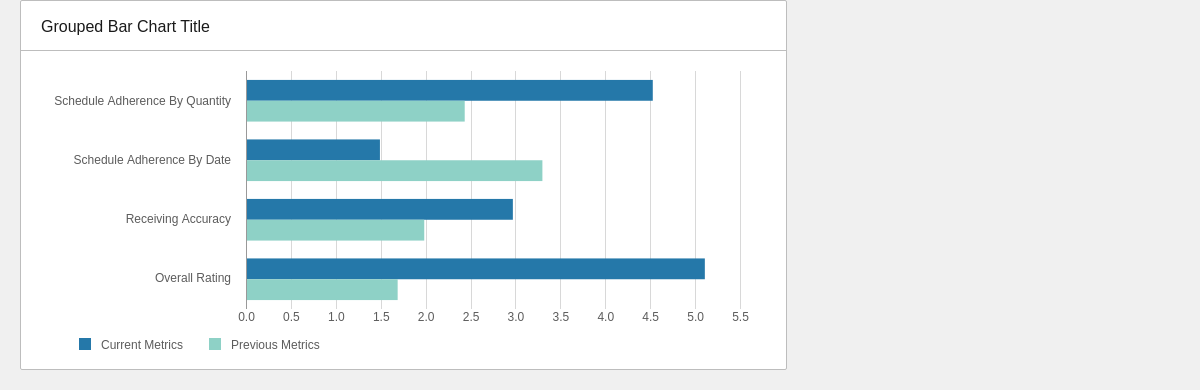 Grouped Bar Chart Title
Schedule Adherence By Quantity
Schedule Adherence By Date
Receiving Accuracy
Overall Rating
0.0 0.5 1.0 1.5 2.0 2.5 3.0 3.5 4.0 4.5 5.0 5.5
Current Metrics Previous Metrics